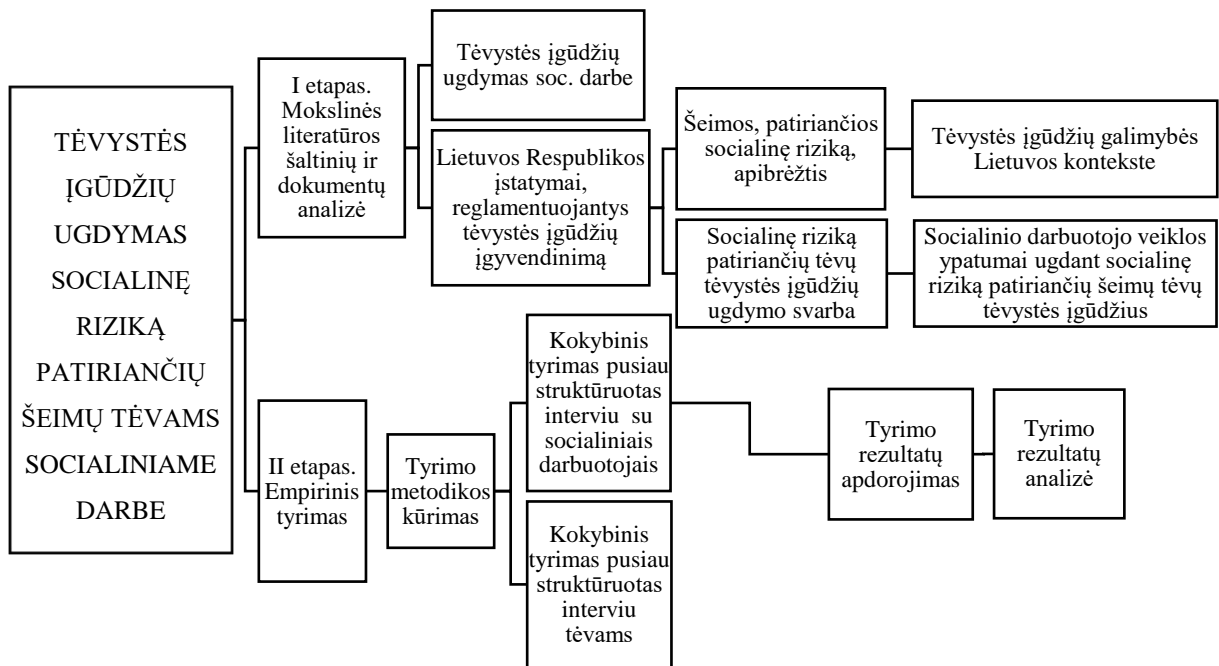 TĖVYSTĖS
ĮGŪDŽIŲ
UGDYMAS
SOCIALINĘ
RIZIKĄ
PATIRIANČIŲ
ŠEIMŲ TĖVAMS
SOCIALINIAME
DARBE
I etapas.
Mokslinės
literatūros
šaltinių ir
dokumentų
analizė
Tėvystės įgūdžių
ugdymas soc. darbe
Lietuvos Respublikos
įstatymai,
reglamentuojantys
tėvystės įgūdžių
įgyvendinimą
Šeimos, patiriančios
socialinę riziką,
apibrėžtis
Tėvystės įgūdžių galimybės
Lietuvos kontekste
Socialinę riziką
patiriančių tėvų
tėvystės įgūdžių
ugdymo svarba
Socialinio darbuotojo veiklos
ypatumai ugdant socialinę
riziką patiriančių šeimų tėvų
tėvystės įgūdžius
II etapas.
Empirinis
tyrimas
Tyrimo
metodikos
kūrimas
Kokybinis
tyrimas pusiau
struktūruotas
interviu su
socialiniais
darbuotojais
Kokybinis
tyrimas pusiau
struktūruotas
interviu
tėvams
Tyrimo
rezultatų
apdorojimas
Tyrimo
rezultatų
analizė